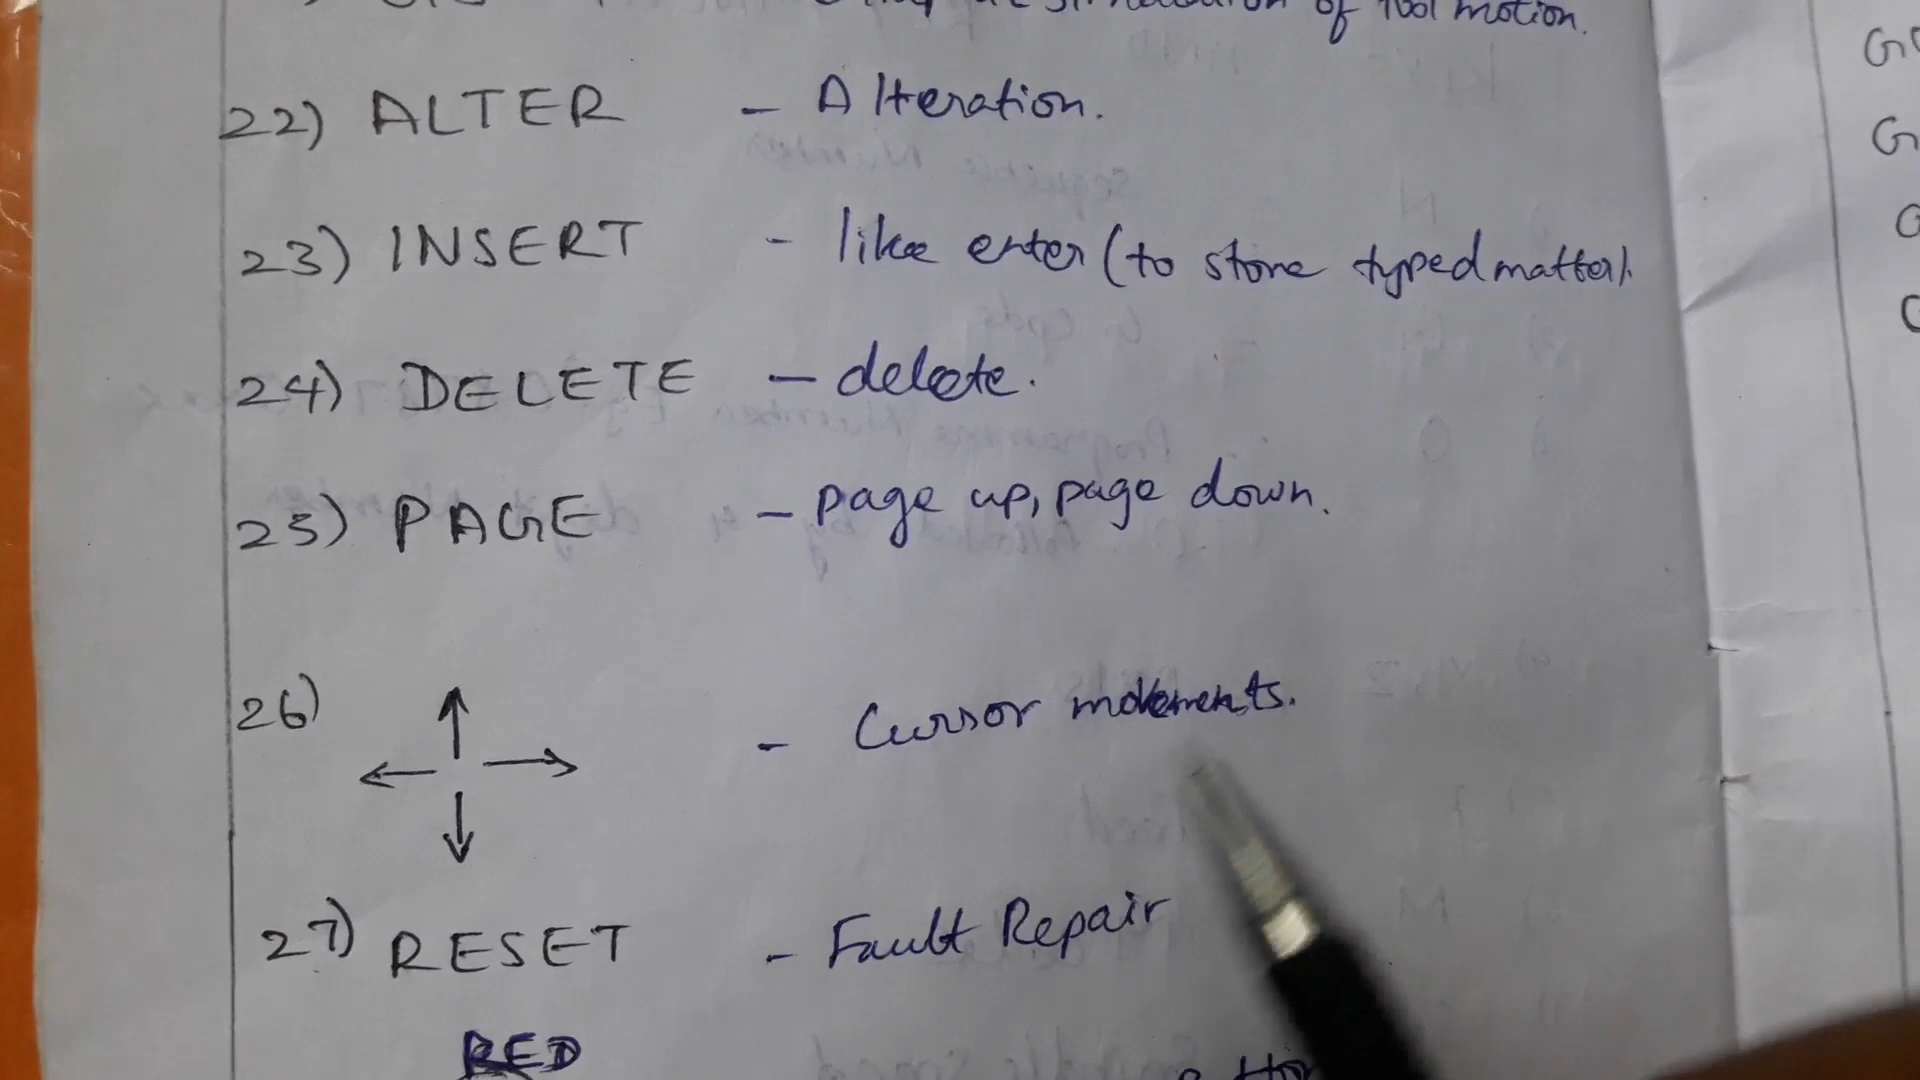 of Tool motion.
22) ALTER - Alteration.
23) INSERT - like enter (to store typed matter).
24) DELETE - delete.
25) PAGE - page up, page down.
26) ↑ ← → ↓ - Cursor movements.
27) RESET - Fault Repair
RED